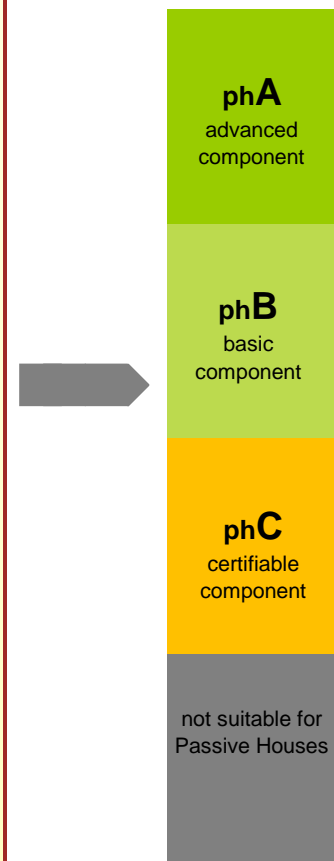 phA
advanced
component
phB
basic
component
phC
certifiable
component
not suitable for
Passive Houses